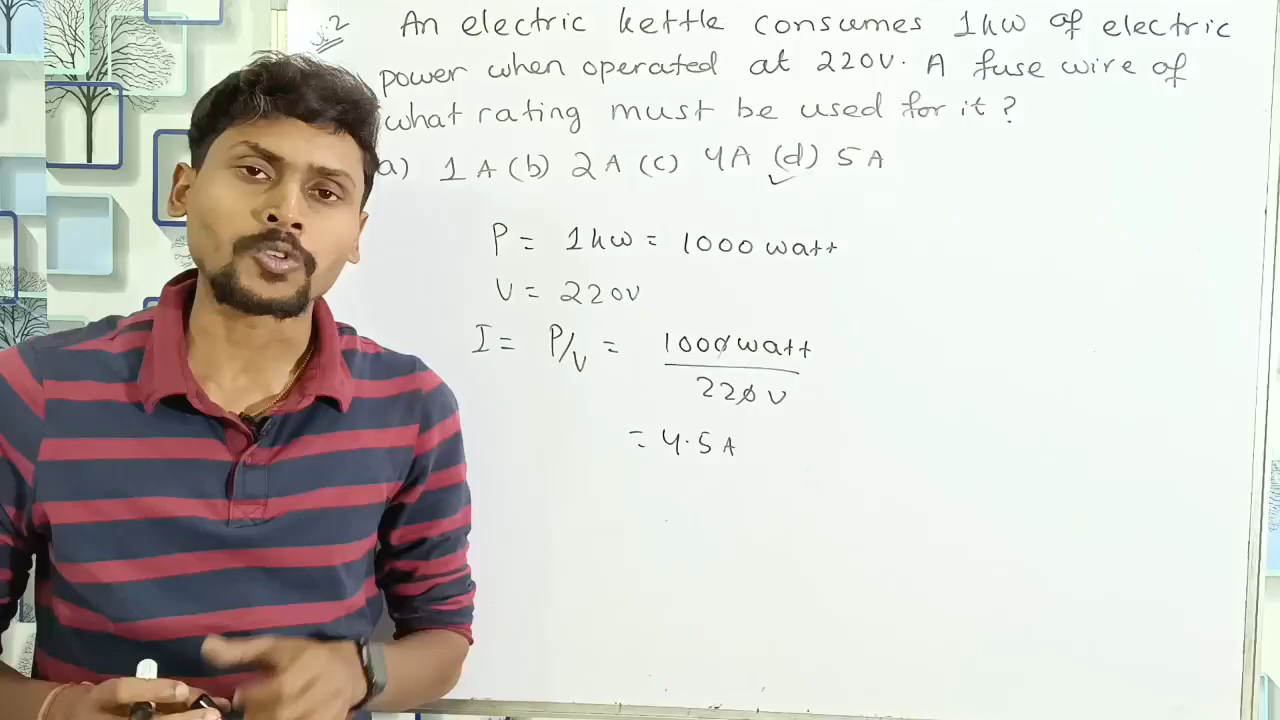 An electric kettle consumes 1kw of electric
power when operated at 220V. A fuse wire of
what rating must be used for it?
a) 1A (b) 2A (c) 4A (d) 5A
P = 1kw = 1000 watt
V = 220V
I = P/V = 1000 watt
220 V
= 4.5 A